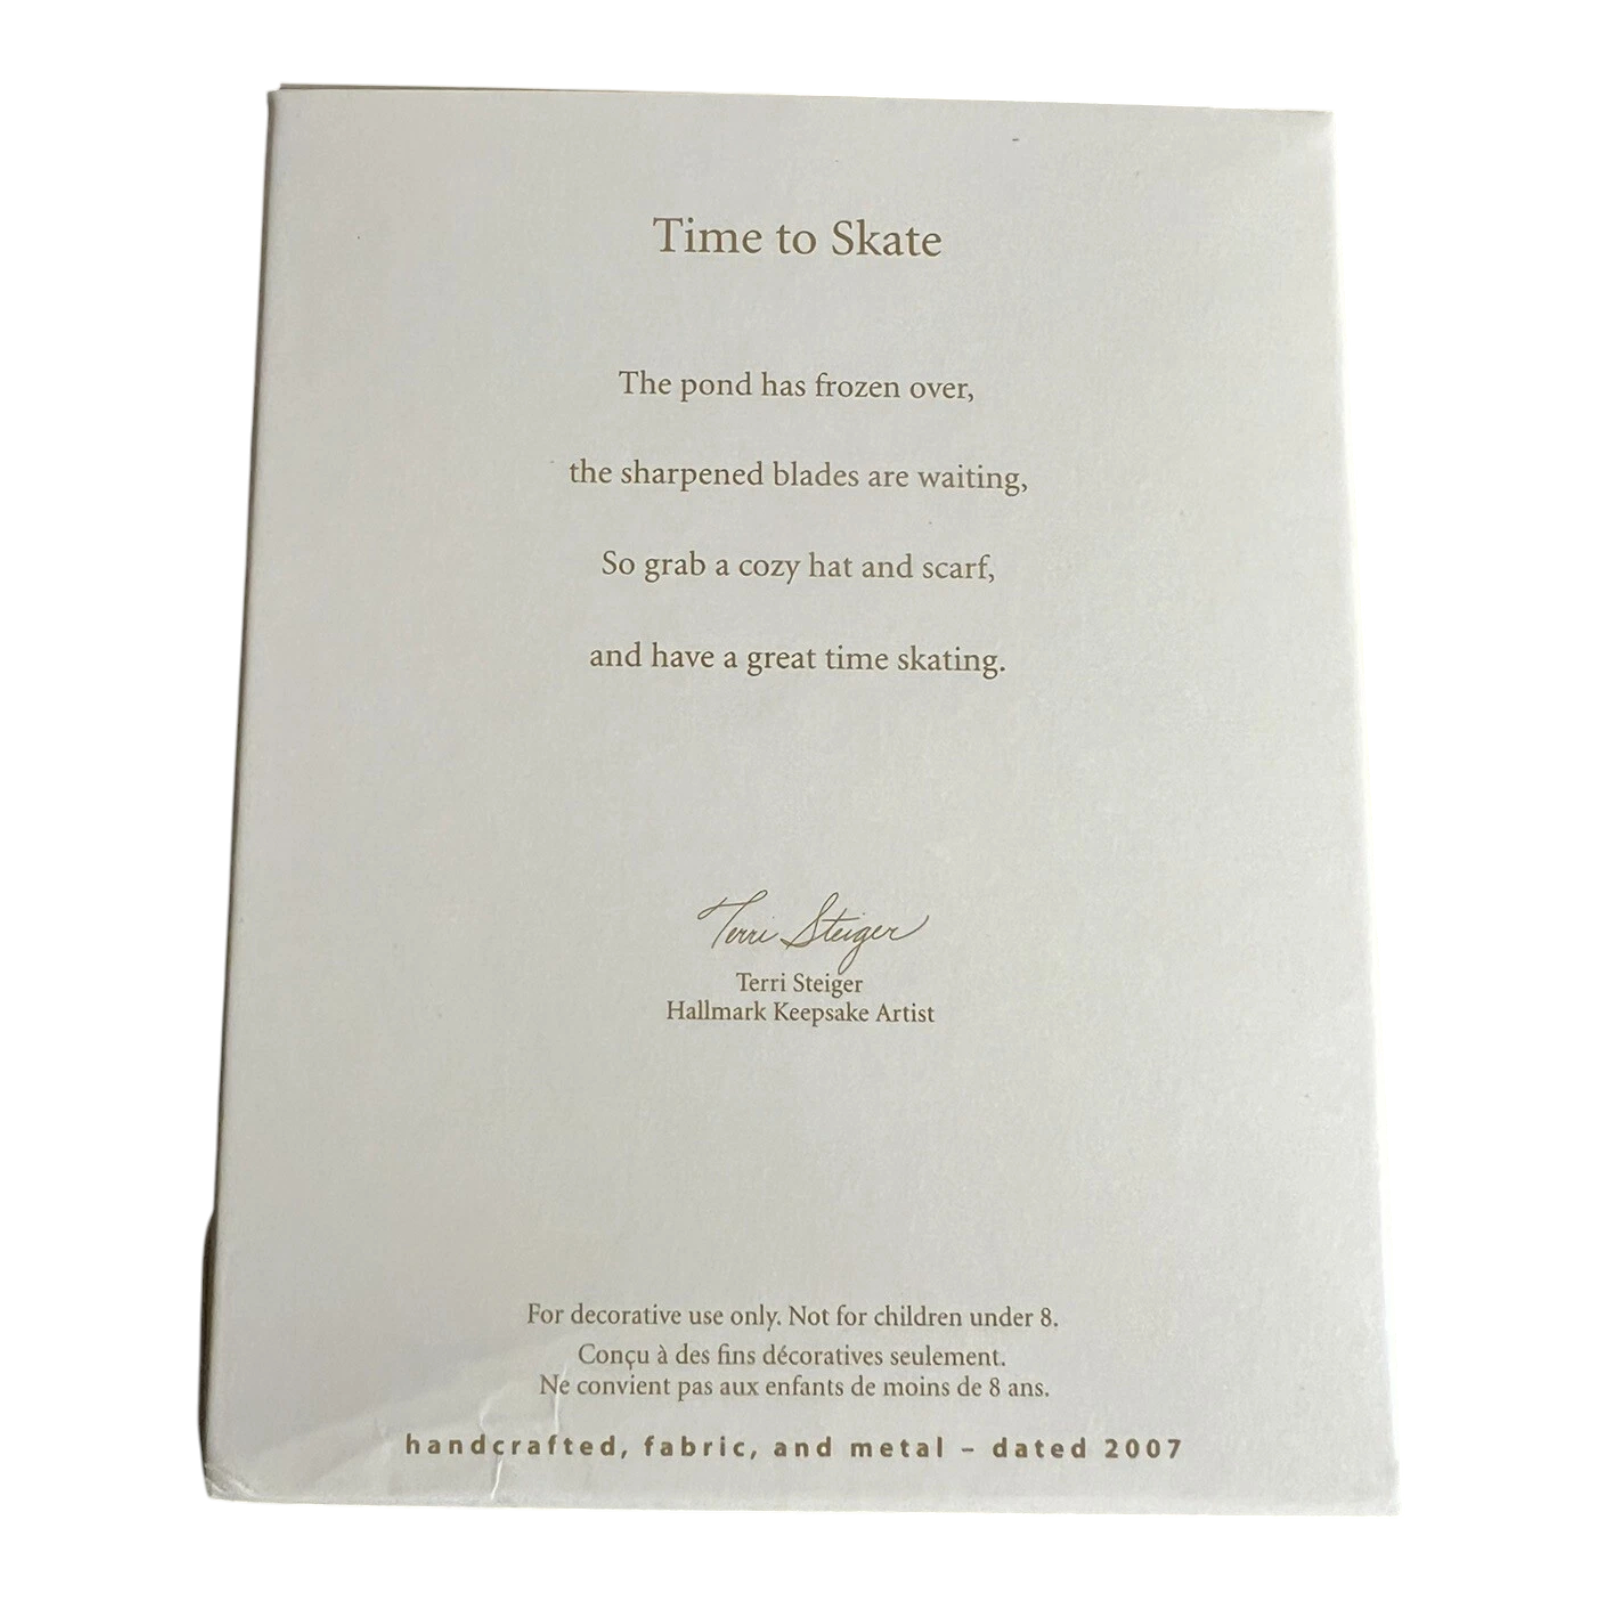 Time to Skate
The pond has frozen over,
the sharpened blades are waiting,
So grab a cozy hat and scarf,
and have a great time skating.
Terri Steiger
Terri Steiger
Hallmark Keepsake Artist
For decorative use only. Not for children under 8.
Conçu à des fins décoratives seulement.
Ne convient pas aux enfants de moins de 8 ans.
handcrafted, fabric, and metal – dated 2007